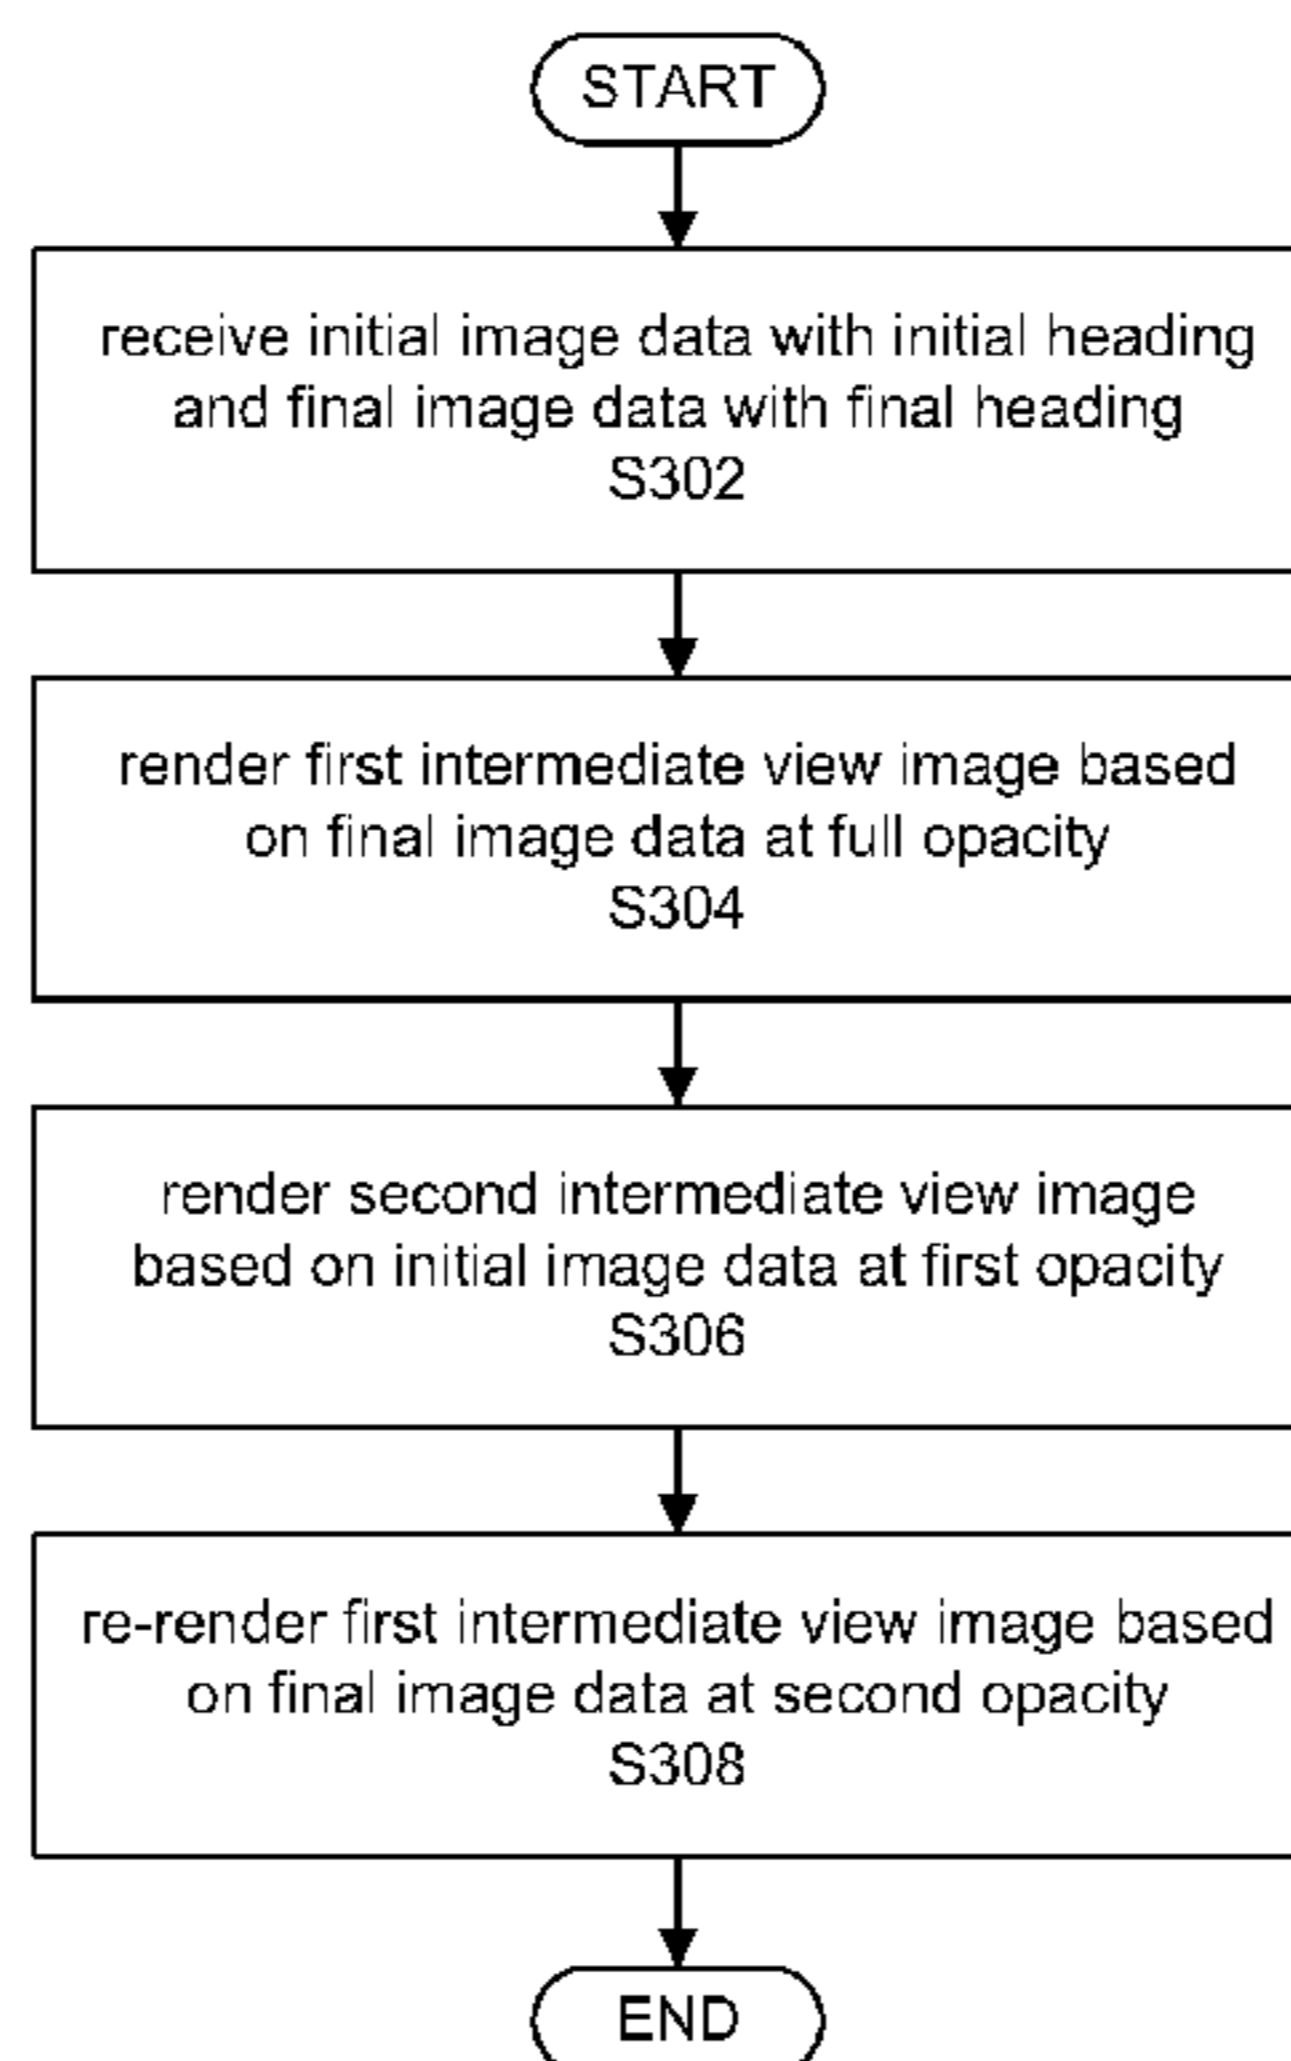 START
receive initial image data with initial heading
and final image data with final heading
S302
render first intermediate view image based
on final image data at full opacity
S304
render second intermediate view image
based on initial image data at first opacity
S306
re-render first intermediate view image based
on final image data at second opacity
S308
END